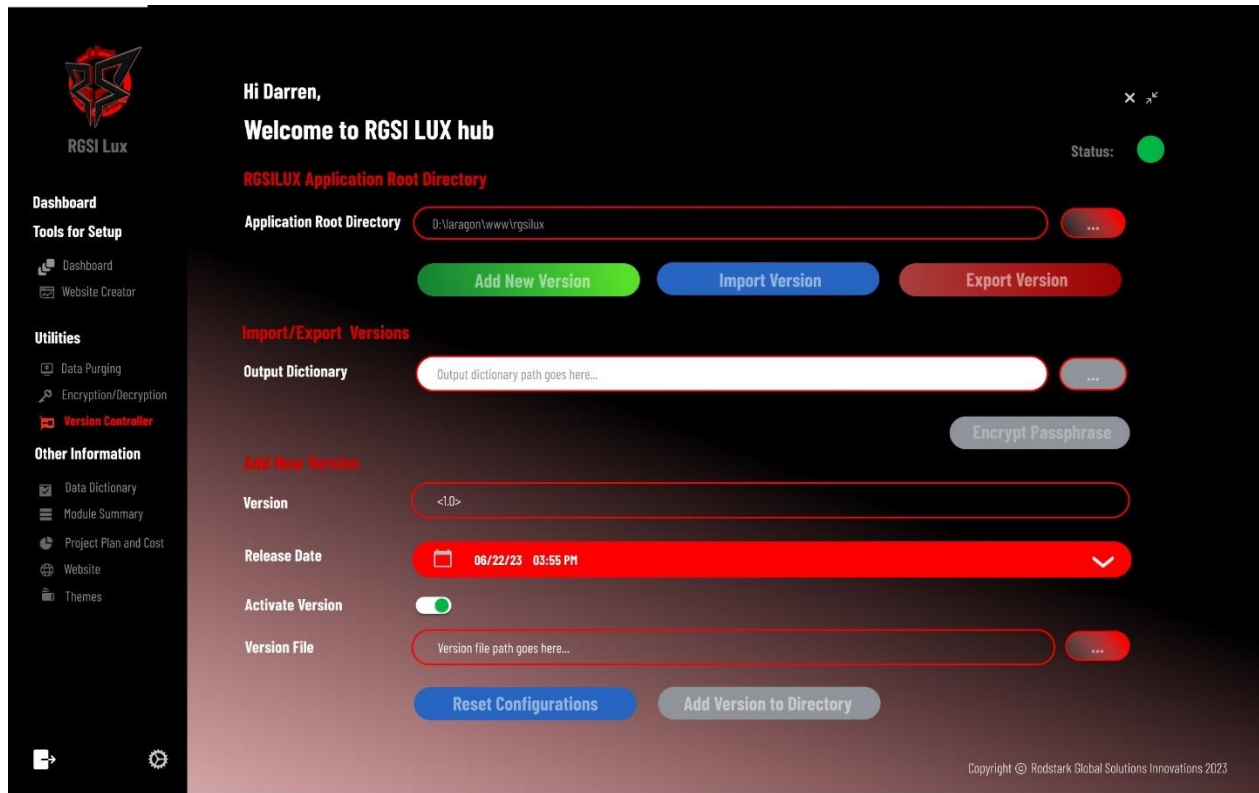 RGSI Lux
Dashboard
Tools for Setup
Dashboard
Website Creator
Utilities
Data Purging
Encryption/Decryption
Version Controller
Other Information
Data Dictionary
Module Summary
Project Plan and Cost
Website
Themes
Hi Darren,
Welcome to RGSI LUX hub
Status:
RGSILUX Application Root Directory
Application Root Directory D:\laragon\www\rgsilux ...
Add New Version Import Version Export Version
Import/Export Versions
Output Dictionary Output dictionary path goes here... ...
Encrypt Passphrase
Add New Version
Version <1.0>
Release Date 06/22/23 03:55 PM
Activate Version
Version File Version file path goes here... ...
Reset Configurations Add Version to Directory
Copyright © Rodstark Global Solutions Innovations 2023